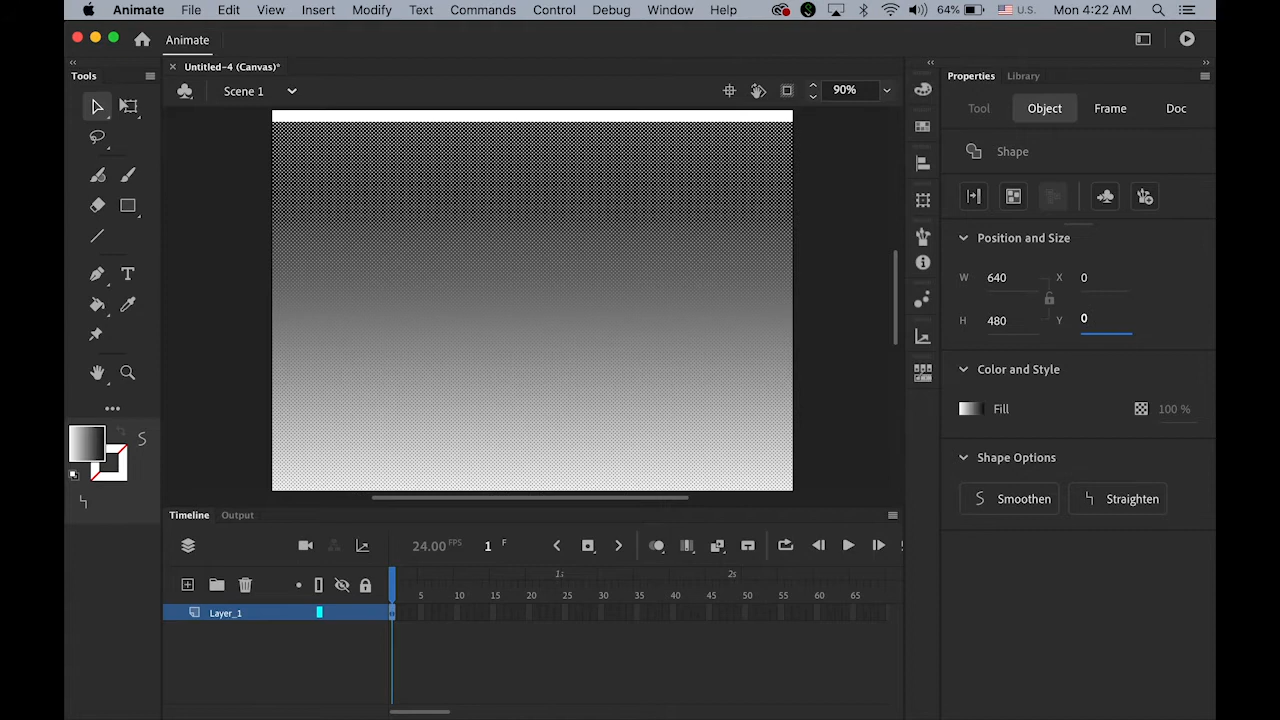 Animate File Edit View Insert Modify Text Commands Control Debug Window Help 64% U.S. Mon 4:22 AM
Animate
Tools
Untitled-4 (Canvas)*
Properties Library
Scene 1 90%
Tool Object Frame Doc
Shape
Position and Size
W 640 X 0
H 480 Y 0
Color and Style
Fill 100 %
Shape Options
Smoothen Straighten
Timeline Output
24.00 FPS 1 F
1s 2s
5 10 15 20 25 30 35 40 45 50 55 60 65
Layer_1